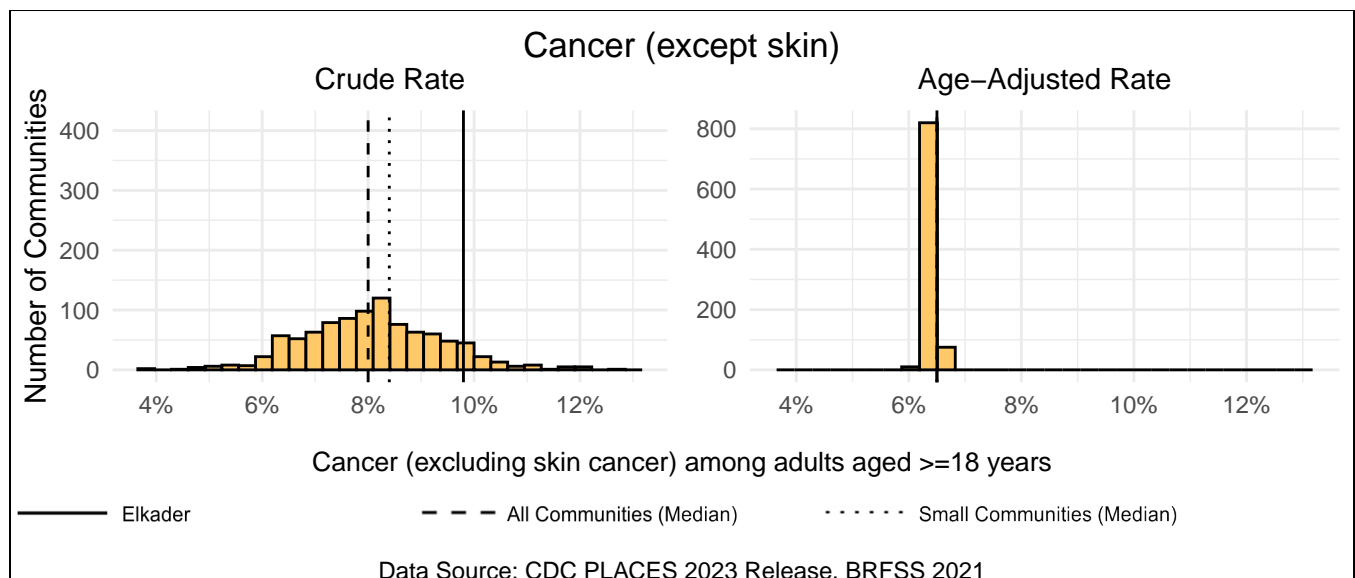 Cancer (except skin)
Crude Rate
Age−Adjusted Rate
Number of Communities
400
300
200
100
0
4%
6%
8%
10%
12%
800
600
400
200
0
4%
6%
8%
10%
12%
Cancer (excluding skin cancer) among adults aged >=18 years
Elkader
All Communities (Median)
Small Communities (Median)
Data Source: CDC PLACES 2023 Release, BRFSS 2021